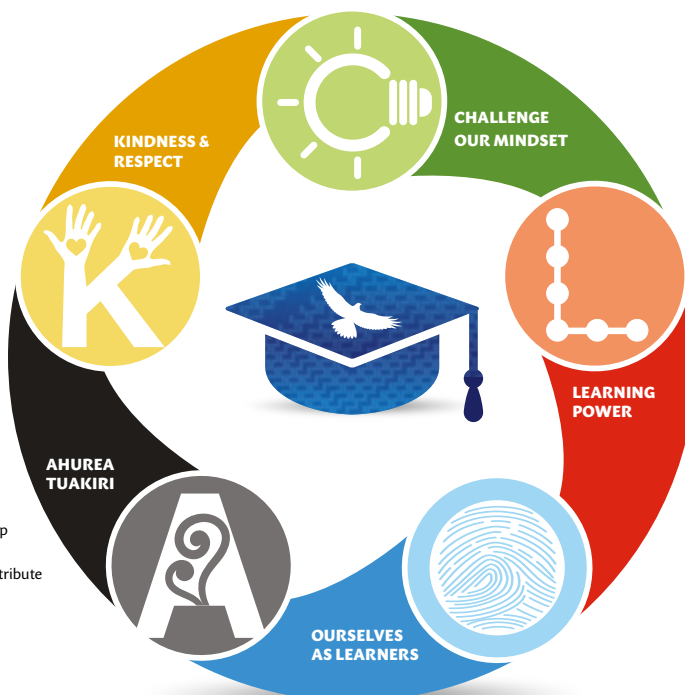 CHALLENGE
OUR MINDSET
KINDNESS &
RESPECT
LEARNING
POWER
AHUREA
TUAKIRI
OURSELVES
AS LEARNERS
K
L
A